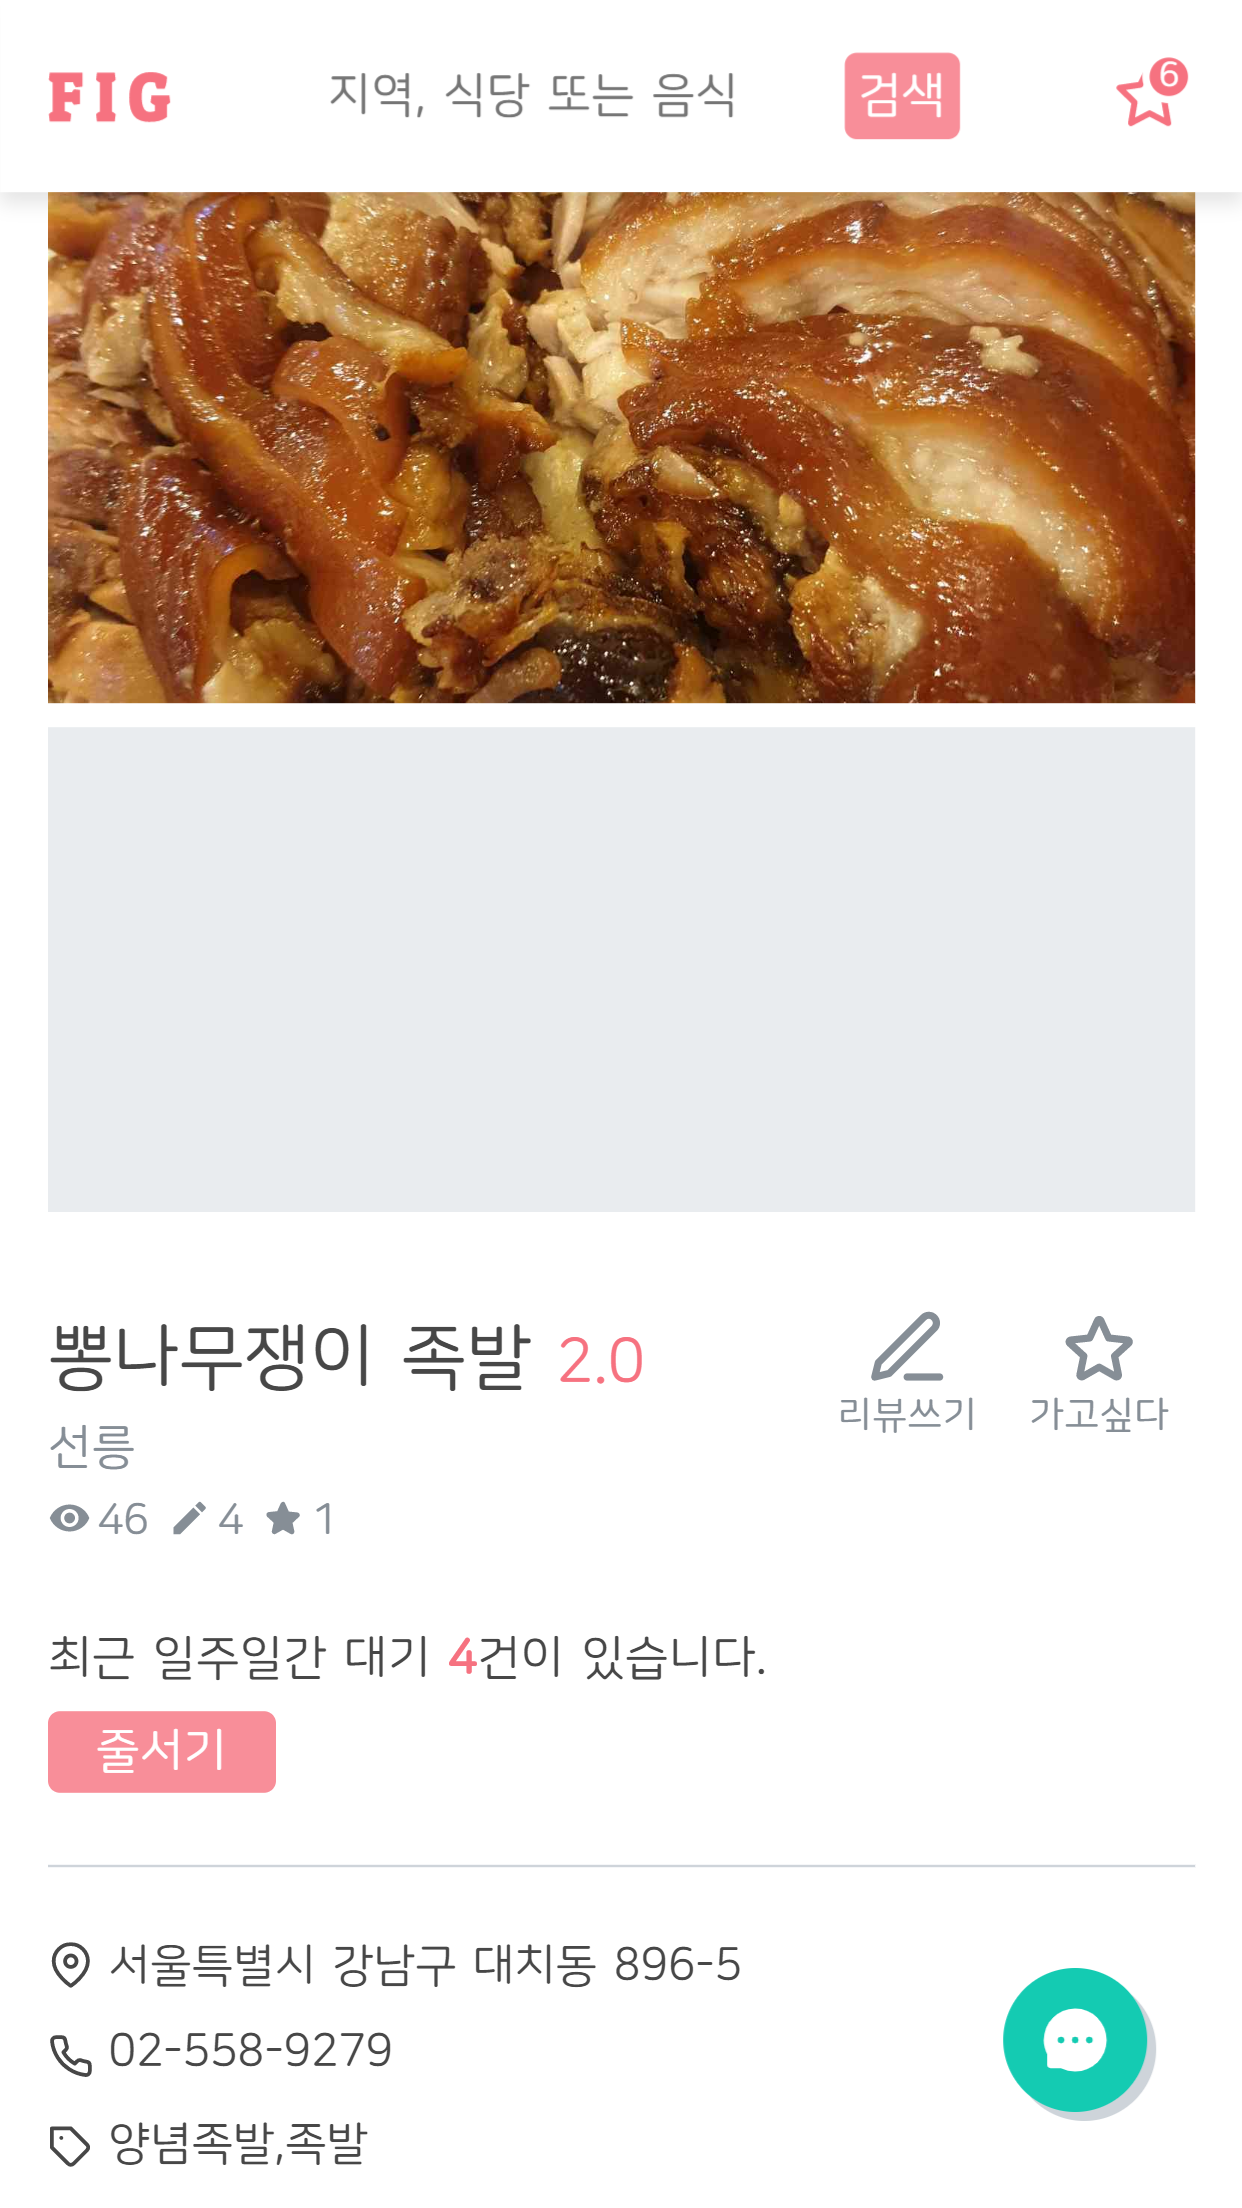 FIG 지역, 식당 또는 음식 검색 6
뽕나무쟁이 족발 2.0
리뷰쓰기 가고싶다
선릉
46 4 1
최근 일주일간 대기 4건이 있습니다.
줄서기
서울특별시 강남구 대치동 896-5
02-558-9279
양념족발,족발